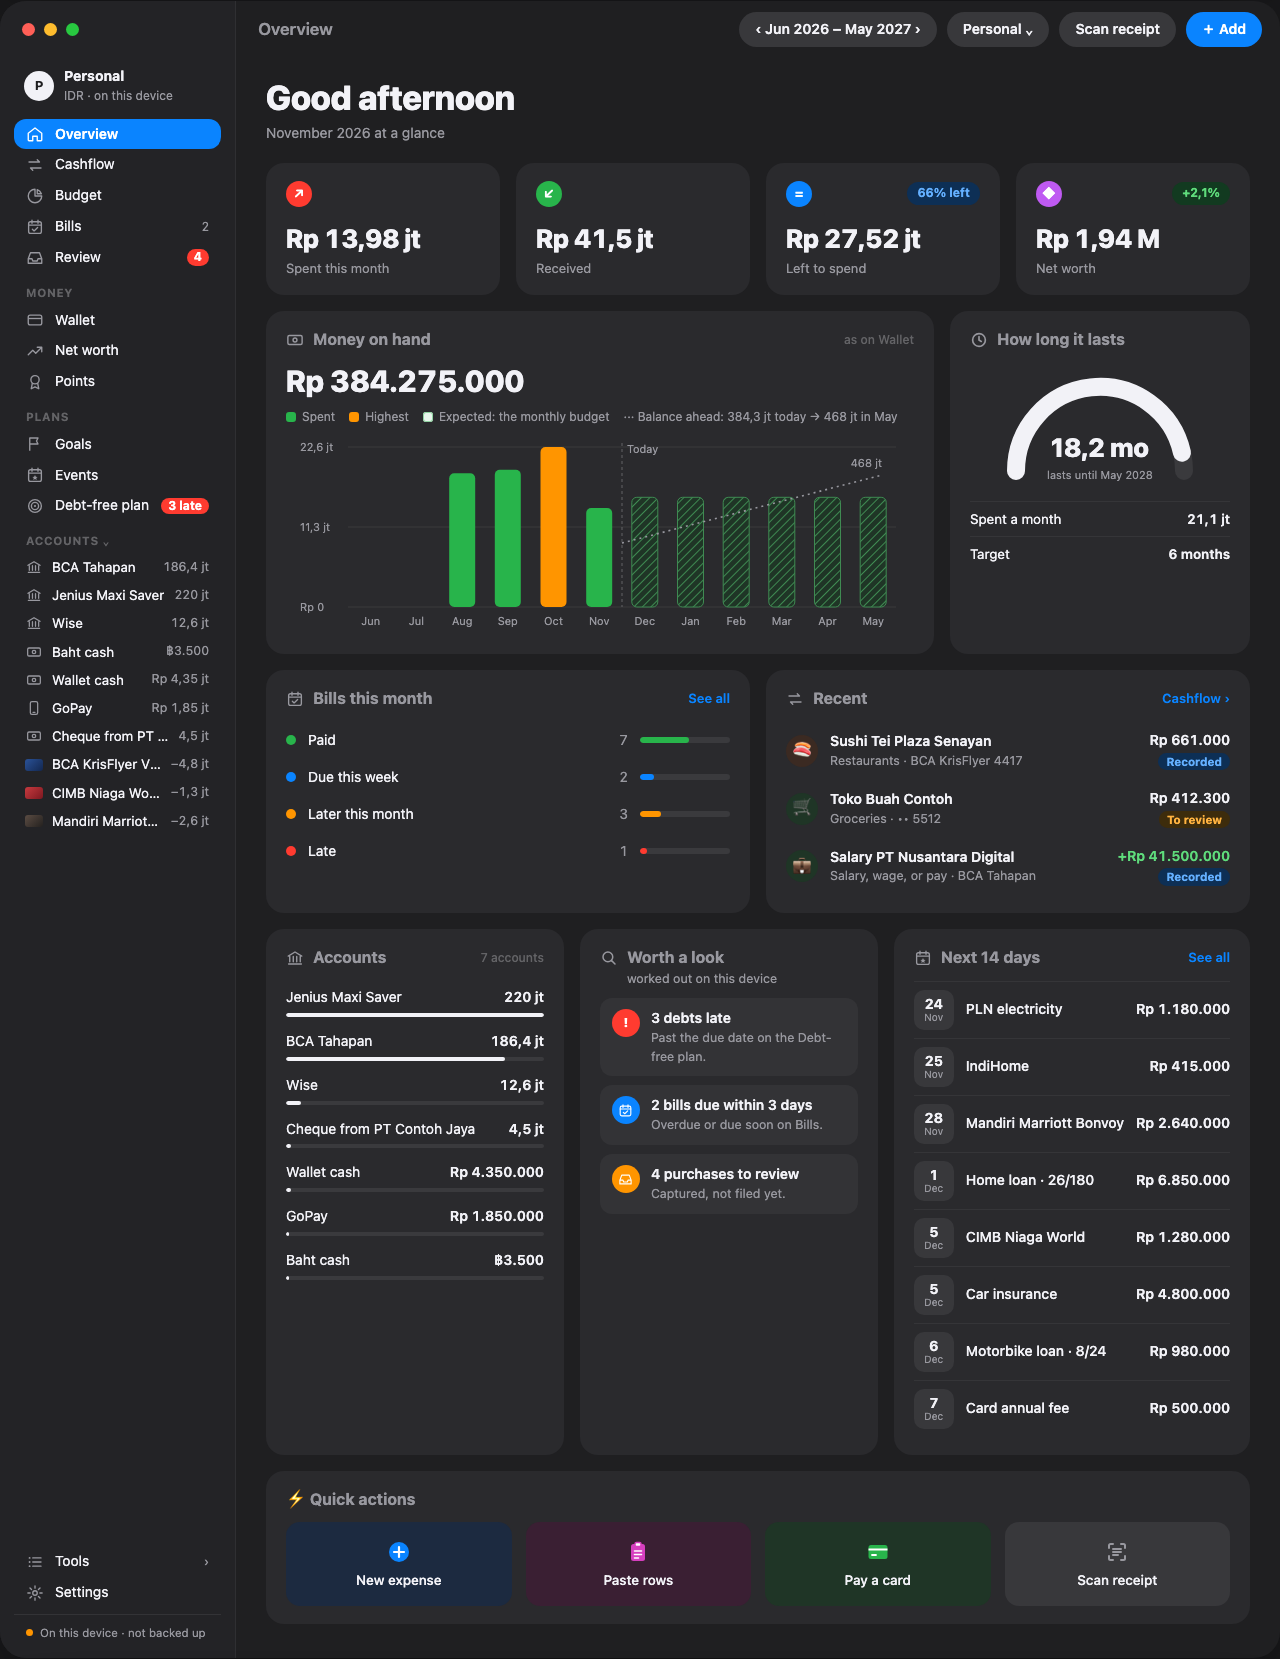 Overview
‹ Jun 2026 – May 2027 ›
Personal ⌄
Scan receipt
+ Add
P
Personal
IDR · on this device
Overview
Cashflow
Budget
Bills 2
Review 4
MONEY
Wallet
Net worth
Points
PLANS
Goals
Events
Debt-free plan 3 late
ACCOUNTS ⌄
BCA Tahapan 186,4 jt
Jenius Maxi Saver 220 jt
Wise 12,6 jt
Baht cash ฿3.500
Wallet cash Rp 4,35 jt
GoPay Rp 1,85 jt
Cheque from PT ... 4,5 jt
BCA KrisFlyer V... –4,8 jt
CIMB Niaga Wo... –1,3 jt
Mandiri Marriot... –2,6 jt
Tools ›
Settings
On this device · not backed up
Good afternoon
November 2026 at a glance
Rp 13,98 jt
Spent this month
Rp 41,5 jt
Received
66% left
Rp 27,52 jt
Left to spend
+2,1%
Rp 1,94 M
Net worth
Money on hand as on Wallet
Rp 384.275.000
Spent Highest Expected: the monthly budget ··· Balance ahead: 384,3 jt today → 468 jt in May
22,6 jt
11,3 jt
Rp 0
Today
468 jt
Jun Jul Aug Sep Oct Nov Dec Jan Feb Mar Apr May
How long it lasts
18,2 mo
lasts until May 2028
Spent a month 21,1 jt
Target 6 months
Bills this month See all
Paid 7
Due this week 2
Later this month 3
Late 1
Recent Cashflow ›
Sushi Tei Plaza Senayan Rp 661.000
Restaurants · BCA KrisFlyer 4417 Recorded
Toko Buah Contoh Rp 412.300
Groceries · •• 5512 To review
Salary PT Nusantara Digital +Rp 41.500.000
Salary, wage, or pay · BCA Tahapan Recorded
Accounts 7 accounts
Jenius Maxi Saver 220 jt
BCA Tahapan 186,4 jt
Wise 12,6 jt
Cheque from PT Contoh Jaya 4,5 jt
Wallet cash Rp 4.350.000
GoPay Rp 1.850.000
Baht cash ฿3.500
Worth a look
worked out on this device
3 debts late
Past the due date on the Debt-
free plan.
2 bills due within 3 days
Overdue or due soon on Bills.
4 purchases to review
Captured, not filed yet.
Next 14 days See all
24 Nov PLN electricity Rp 1.180.000
25 Nov IndiHome Rp 415.000
28 Nov Mandiri Marriott Bonvoy Rp 2.640.000
1 Dec Home loan · 26/180 Rp 6.850.000
5 Dec CIMB Niaga World Rp 1.280.000
5 Dec Car insurance Rp 4.800.000
6 Dec Motorbike loan · 8/24 Rp 980.000
7 Dec Card annual fee Rp 500.000
⚡ Quick actions
New expense
Paste rows
Pay a card
Scan receipt